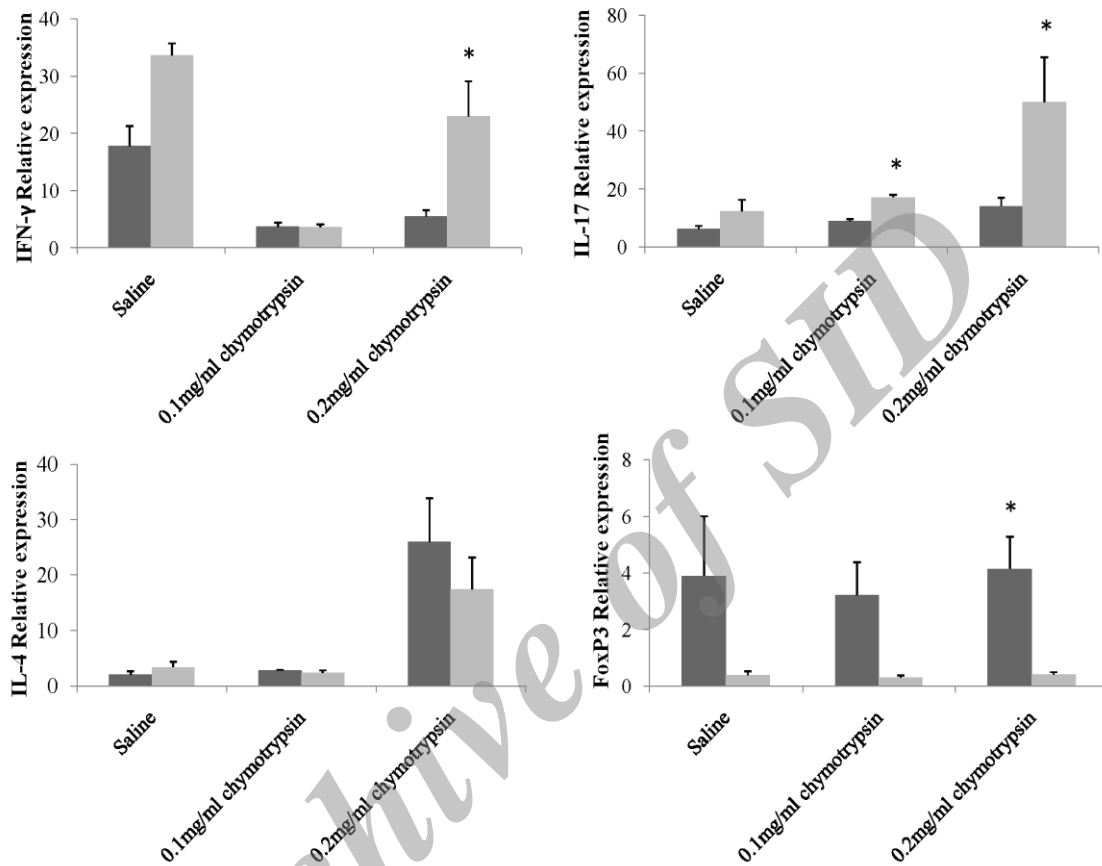 IFN-γ Relative expression
40
30
20
10
0
*
Saline
0.1mg/ml chymotrypsin
0.2mg/ml chymotrypsin
IL-17 Relative expression
80
60
40
20
0
*
*
Saline
0.1mg/ml chymotrypsin
0.2mg/ml chymotrypsin
IL-4 Relative expression
40
30
20
10
0
Saline
0.1mg/ml chymotrypsin
0.2mg/ml chymotrypsin
FoxP3 Relative expression
8
6
4
2
0
*
Saline
0.1mg/ml chymotrypsin
0.2mg/ml chymotrypsin
chive of SID